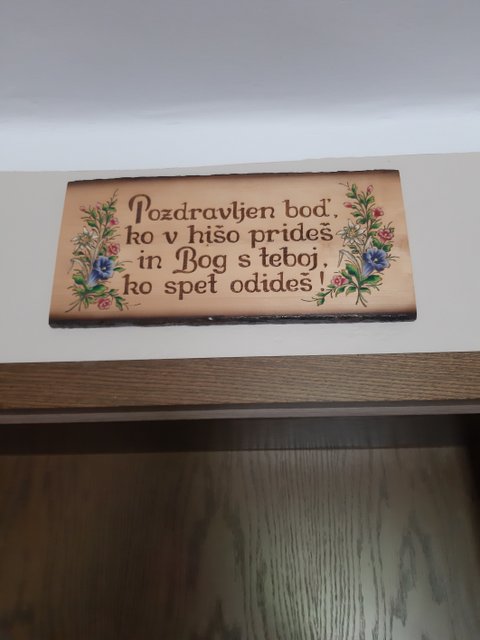 Pozdravljen bod',
ko v hišo prideš
in Bog s teboj,
ko spet odideš!